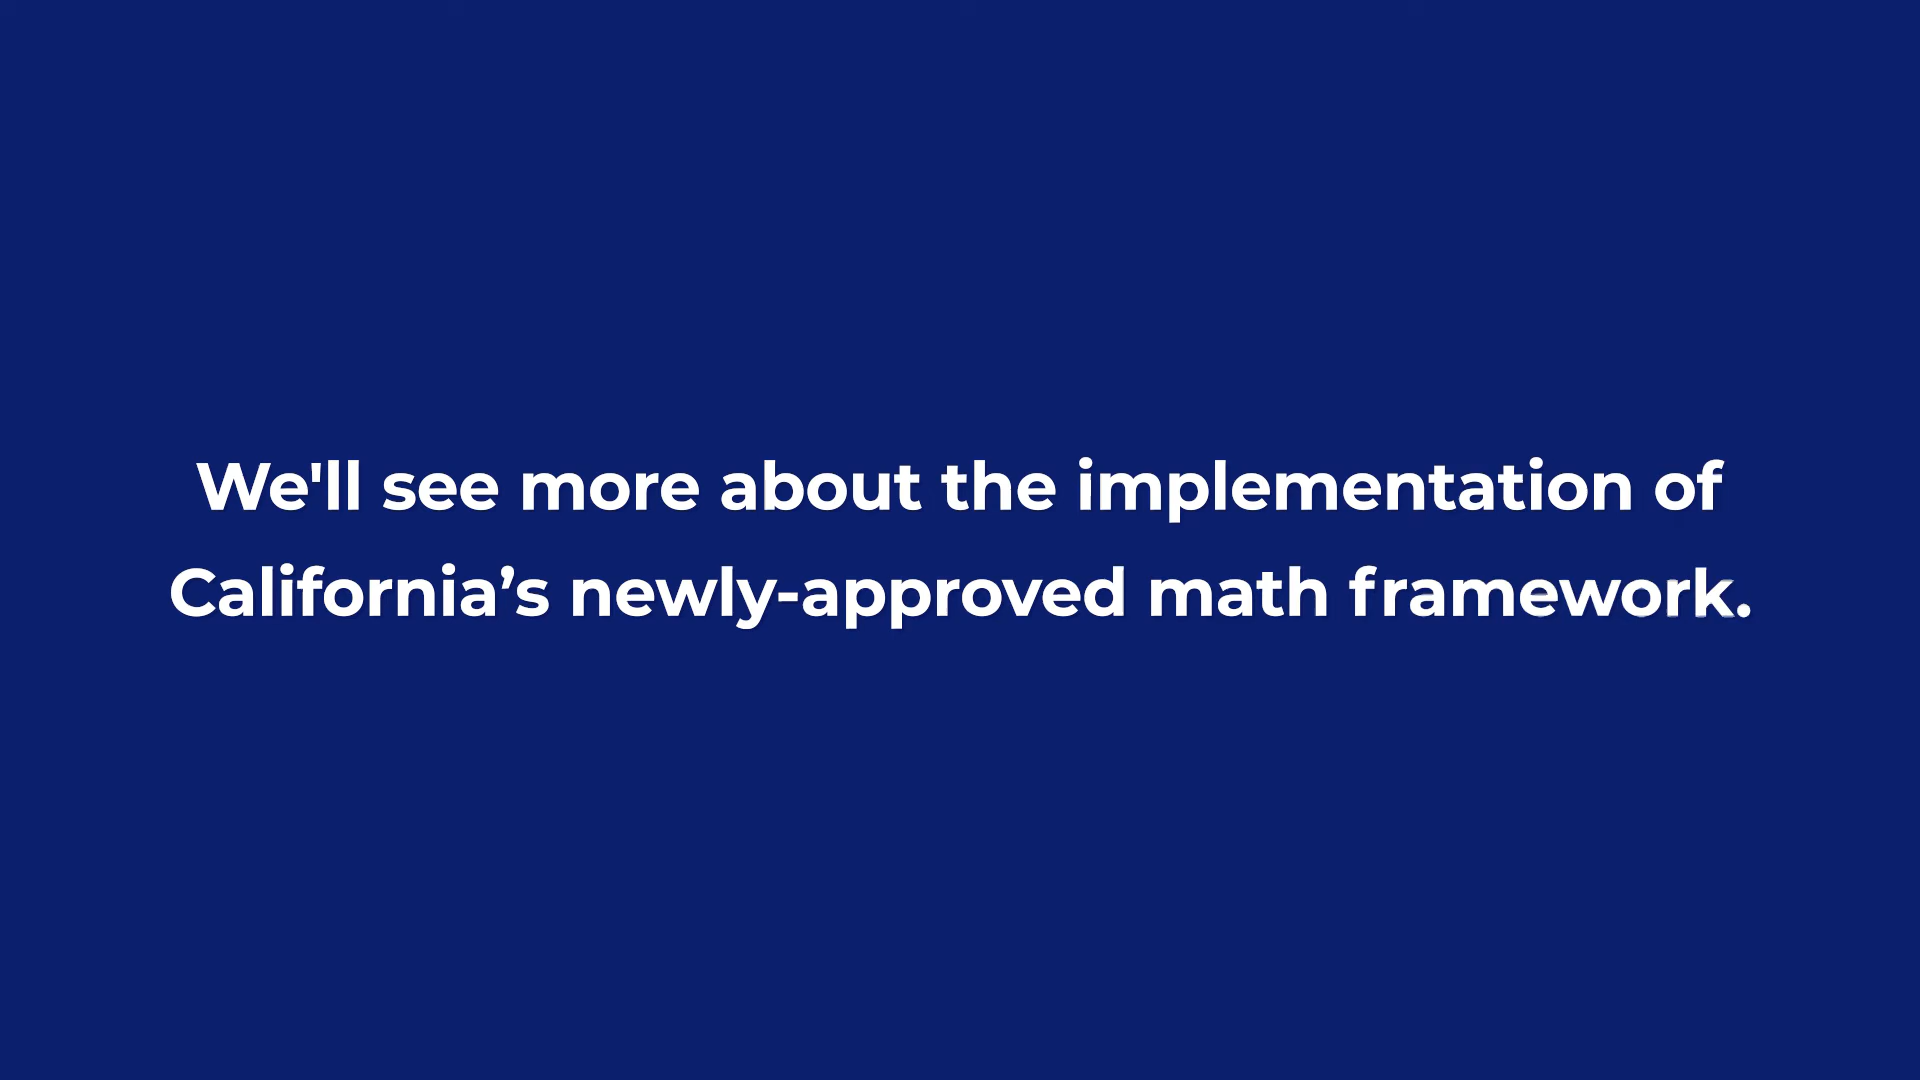 We'll see more about the implementation of
California’s newly-approved math framework.